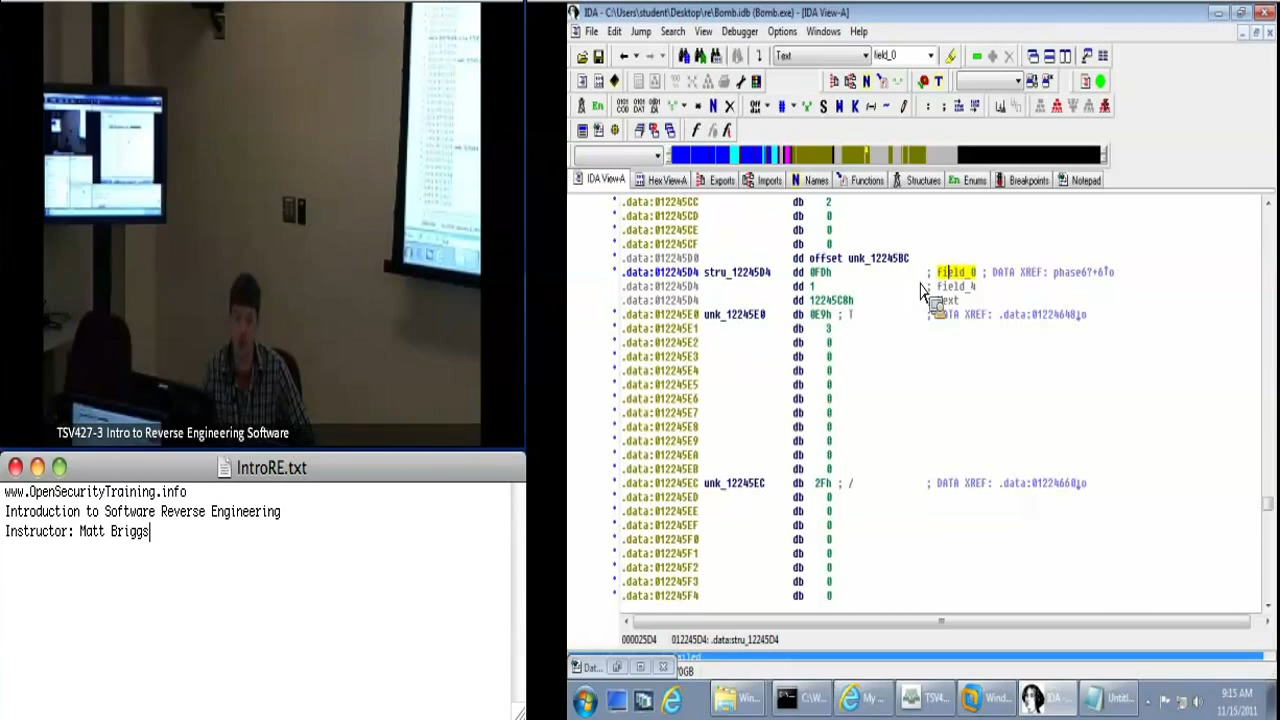 TSV427-3 Intro to Reverse Engineering Software
IntroRE.txt
www.OpenSecurityTraining.info
Introduction to Software Reverse Engineering
Instructor: Matt Briggs
IDA - C:\Users\student\Desktop\re\Bomb.idb (Bomb.exe) - [IDA View-A]
File Edit Jump Search View Debugger Options Windows Help
Text
IDA View-A Hex View-A Exports Imports N Names Functions Structures En Enums Breakpoints Notepad
.data:012245CC db 2
.data:012245CD db 0
.data:012245CE db 0
.data:012245CF db 0
.data:012245D0 dd offset unk_12245BC
.data:012245D4 stru_12245D4 dd 0FDh ; field_0 ; DATA XREF: phase6?+6↑o
.data:012245D4 dd 1 ; field_4
.data:012245D4 dd 12245C8h
.data:012245E0 unk_12245E0 db 0E9h ; DATA XREF: .data:01224648↓o
.data:012245E1 db 3
.data:012245E2 db 0
.data:012245E3 db 0
.data:012245E4 db 0
.data:012245E5 db 0
.data:012245E6 db 0
.data:012245E7 db 0
.data:012245E8 db 0
.data:012245E9 db 0
.data:012245EA db 0
.data:012245EB db 0
.data:012245EC unk_12245EC db 2Fh ; / ; DATA XREF: .data:01224660↓o
.data:012245ED db 0
.data:012245EE db 0
.data:012245EF db 0
.data:012245F0 db 0
.data:012245F1 db 0
.data:012245F2 db 0
.data:012245F3 db 0
.data:012245F4 db 0
000025D4 012245D4: .data:stru_12245D4
Dat...
Win... C:\W... My ... TSV4... Wind... IDA -... Untitl...
9:15 AM
11/15/2011